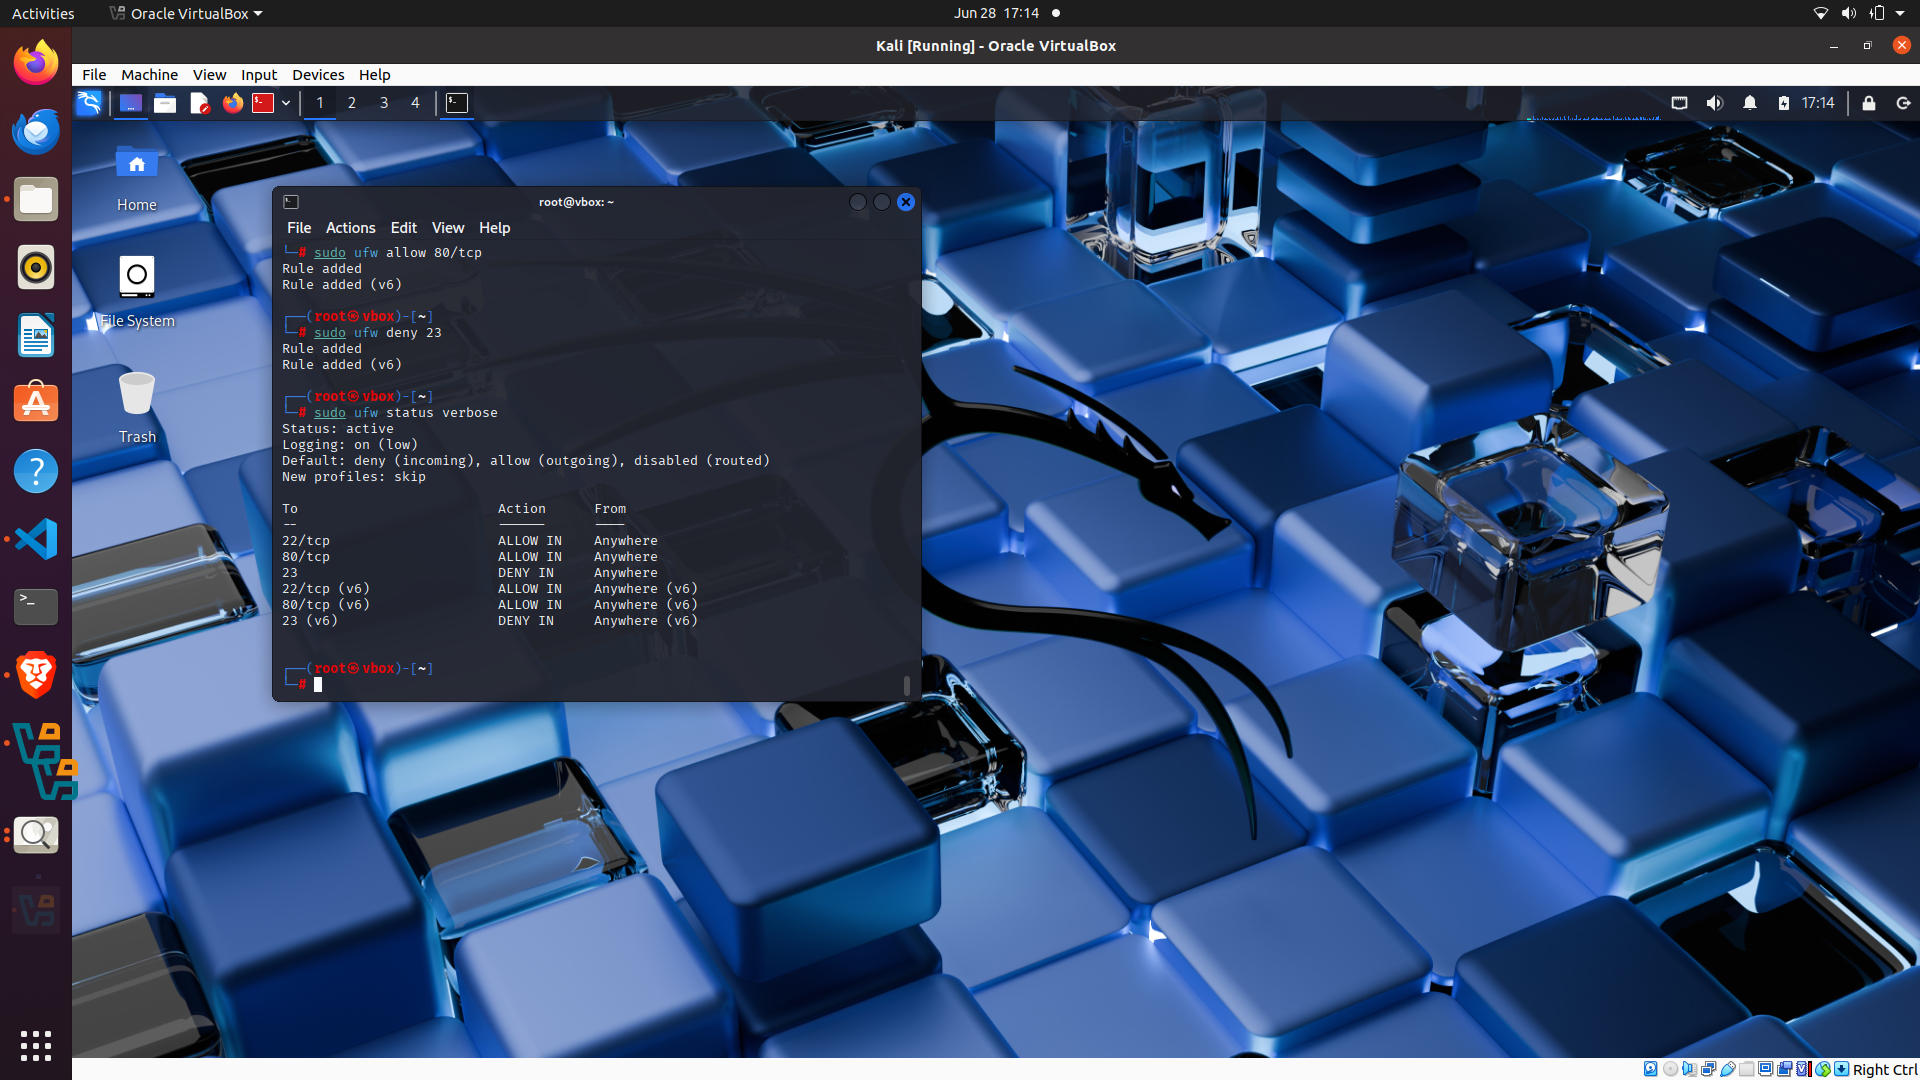 Activities
Oracle VirtualBox
Jun 28 17:14
Kali [Running] - Oracle VirtualBox
File Machine View Input Devices Help
1 2 3 4
17:14
Home
File System
Trash
root@vbox: ~
File Actions Edit View Help
└─# sudo ufw allow 80/tcp
Rule added
Rule added (v6)
┌──(root㉿vbox)-[~]
└─# sudo ufw deny 23
Rule added
Rule added (v6)
┌──(root㉿vbox)-[~]
└─# sudo ufw status verbose
Status: active
Logging: on (low)
Default: deny (incoming), allow (outgoing), disabled (routed)
New profiles: skip
To Action From
-- ------ ----
22/tcp ALLOW IN Anywhere
80/tcp ALLOW IN Anywhere
23 DENY IN Anywhere
22/tcp (v6) ALLOW IN Anywhere (v6)
80/tcp (v6) ALLOW IN Anywhere (v6)
23 (v6) DENY IN Anywhere (v6)
┌──(root㉿vbox)-[~]
└─#
Right Ctrl